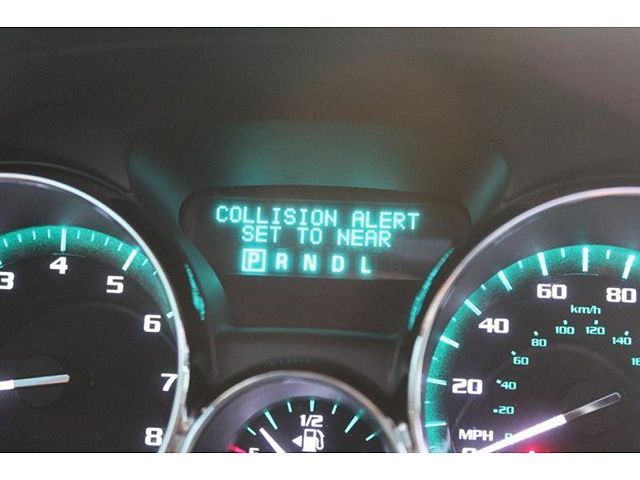 COLLISION ALERT
SET TO NEAR
P R N D L
3 4 5 6 7 8
1/2
E
MPH
20 40 60 80
km/h
20 40 60 80 100 120 140